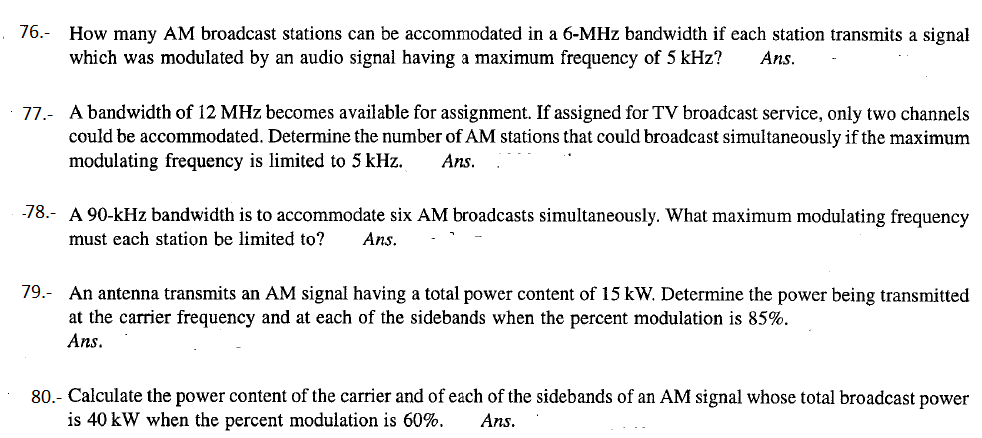 76.- How many AM broadcast stations can be accommodated in a 6-MHz bandwidth if each station transmits a signal
which was modulated by an audio signal having a maximum frequency of 5 kHz? Ans.
77.- A bandwidth of 12 MHz becomes available for assignment. If assigned for TV broadcast service, only two channels
could be accommodated. Determine the number of AM stations that could broadcast simultaneously if the maximum
modulating frequency is limited to 5 kHz. Ans.
-78.- A 90-kHz bandwidth is to accommodate six AM broadcasts simultaneously. What maximum modulating frequency
must each station be limited to? Ans.
79.- An antenna transmits an AM signal having a total power content of 15 kW. Determine the power being transmitted
at the carrier frequency and at each of the sidebands when the percent modulation is 85%.
Ans.
80.- Calculate the power content of the carrier and of each of the sidebands of an AM signal whose total broadcast power
is 40 kW when the percent modulation is 60%. Ans.